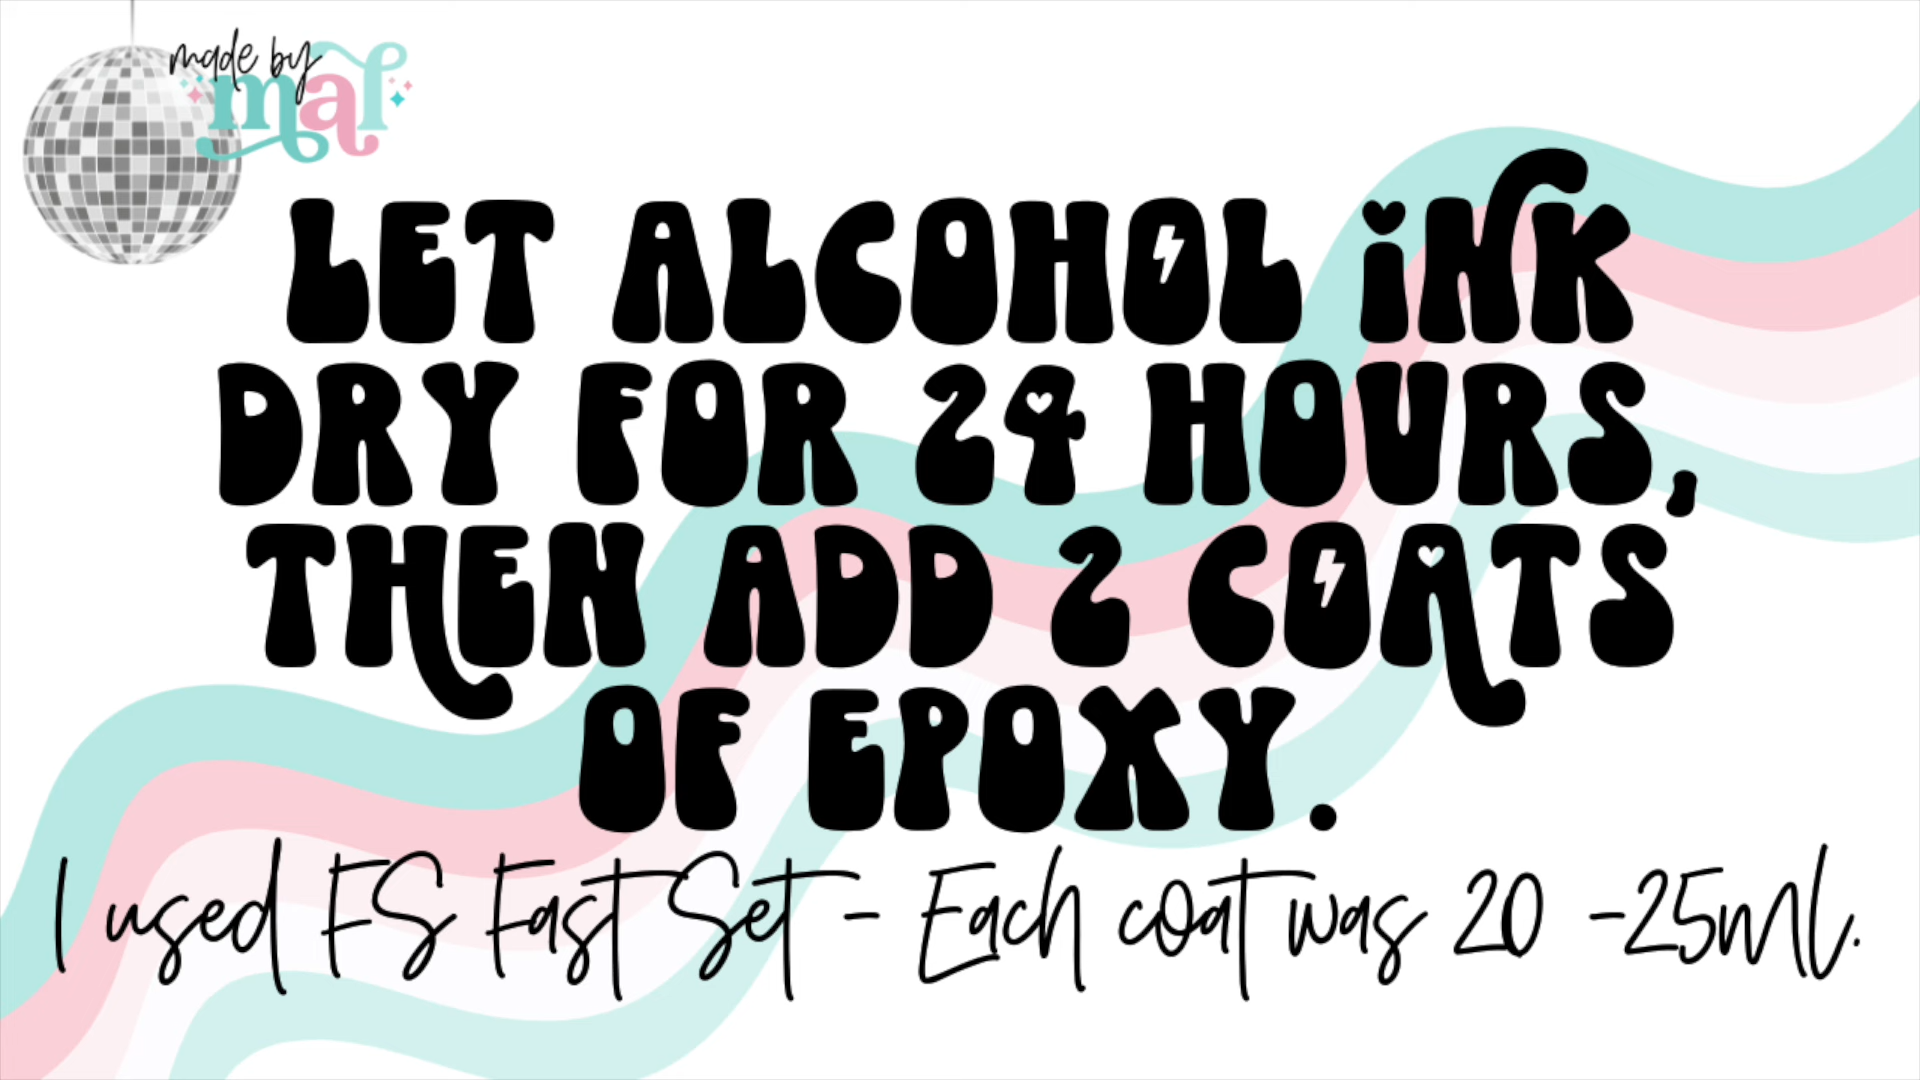 made by
mal
LET ALCOHOL iNK
DRY FOR 24 HOURS,
THEN ADD 2 COATS
OF EPOXY.
I used FS Fast Set - Each coat was 20 -25ml.